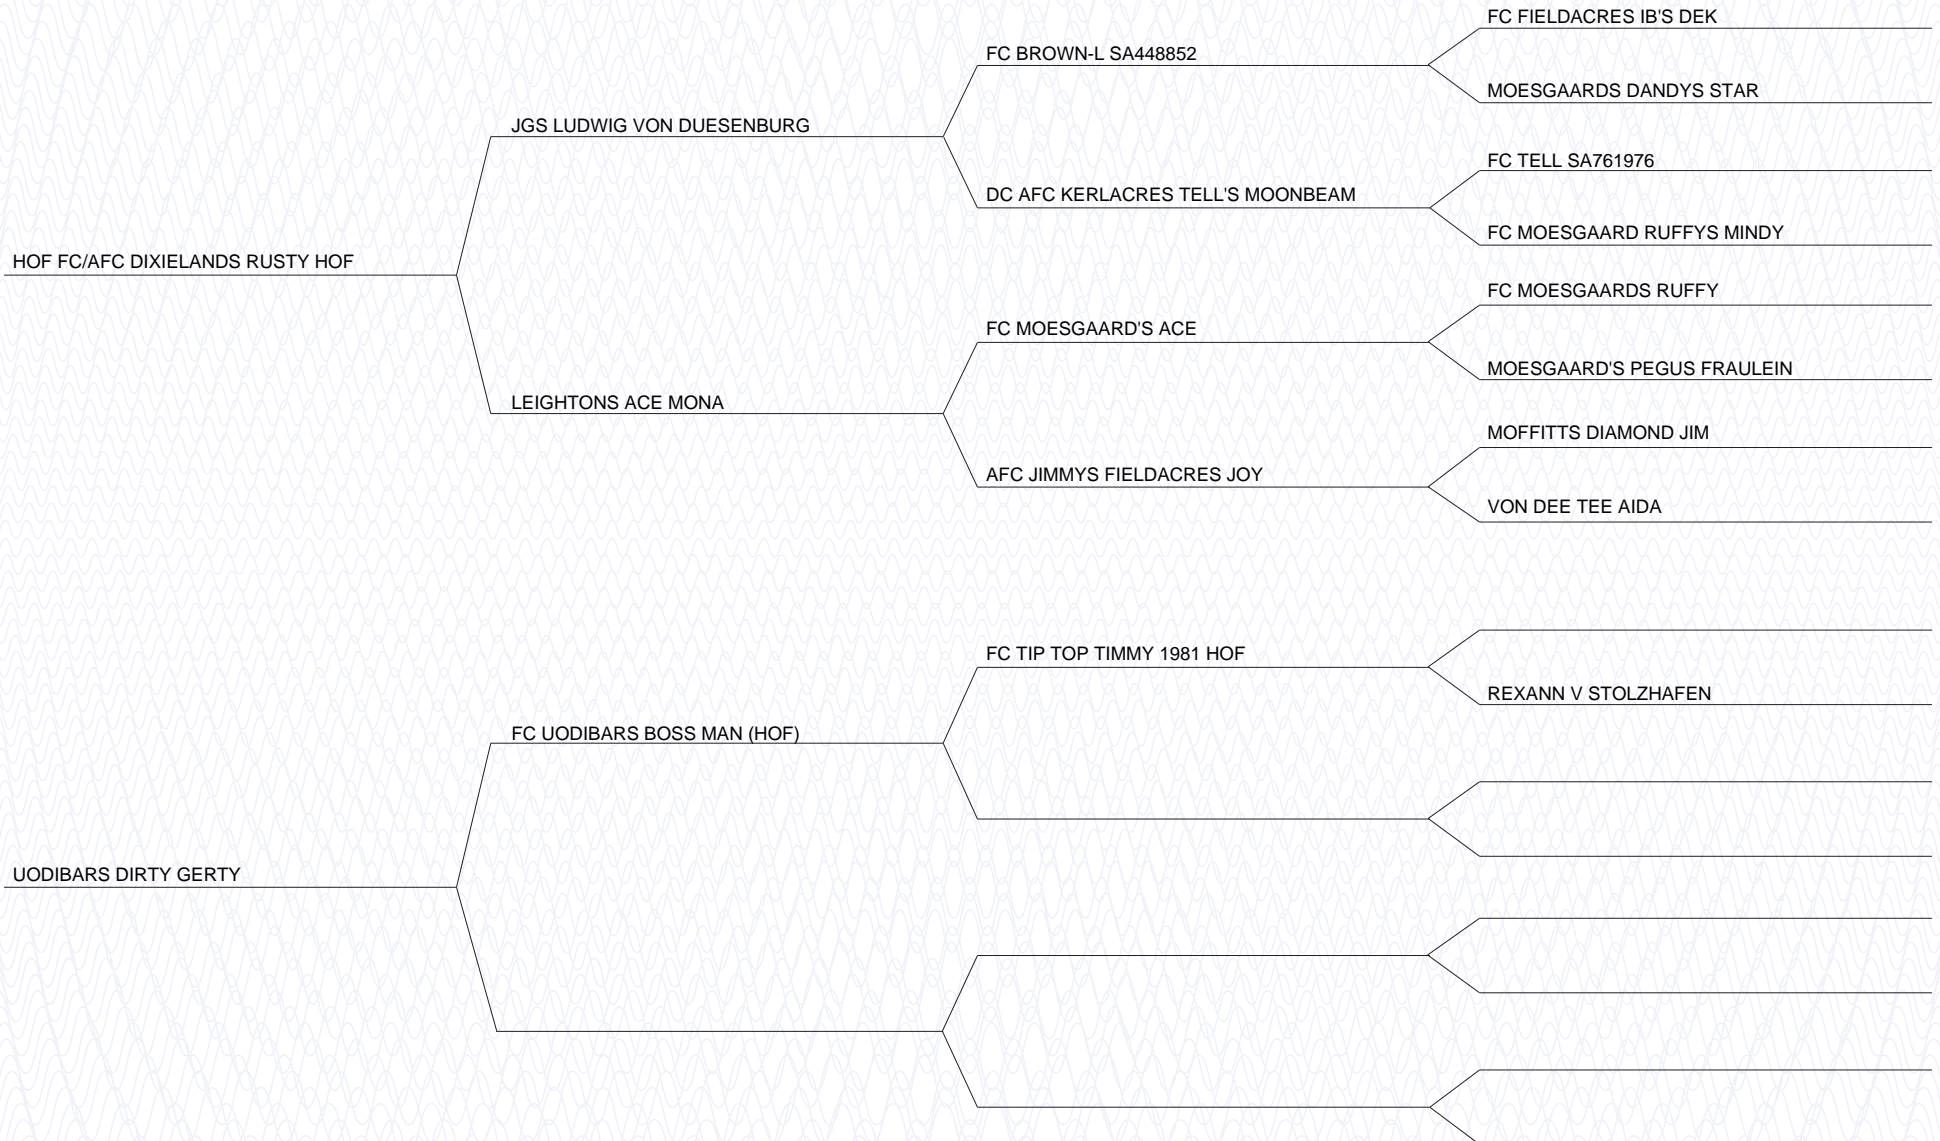 FC FIELDACRES IB'S DEK
FC BROWN-L SA448852
MOESGAARDS DANDYS STAR
JGS LUDWIG VON DUESENBURG
FC TELL SA761976
DC AFC KERLACRES TELL'S MOONBEAM
FC MOESGAARD RUFFYS MINDY
HOF FC/AFC DIXIELANDS RUSTY HOF
FC MOESGAARDS RUFFY
FC MOESGAARD'S ACE
MOESGAARD'S PEGUS FRAULEIN
LEIGHTONS ACE MONA
MOFFITTS DIAMOND JIM
AFC JIMMYS FIELDACRES JOY
VON DEE TEE AIDA
FC TIP TOP TIMMY 1981 HOF
REXANN V STOLZHAFEN
FC UODIBARS BOSS MAN (HOF)
UODIBARS DIRTY GERTY